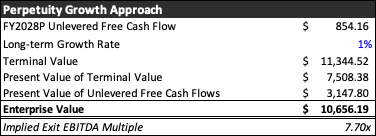 Perpetuity Growth Approach
FY2028P Unlevered Free Cash Flow $ 854.16
Long-term Growth Rate 1%
Terminal Value $ 11,344.52
Present Value of Terminal Value $ 7,508.38
Present Value of Unlevered Free Cash Flows $ 3,147.80
Enterprise Value $ 10,656.19
Implied Exit EBITDA Multiple 7.70x